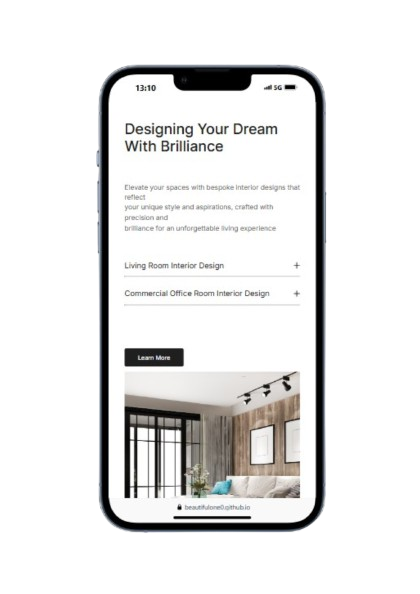 13:10
5G
Designing Your Dream
With Brilliance
Elevate your spaces with bespoke interior designs that
reflect
your unique style and aspirations, crafted with
precision and
brilliance for an unforgettable living experience
Living Room Interior Design +
Commercial Office Room Interior Design +
Learn More
beautifulone0.github.io